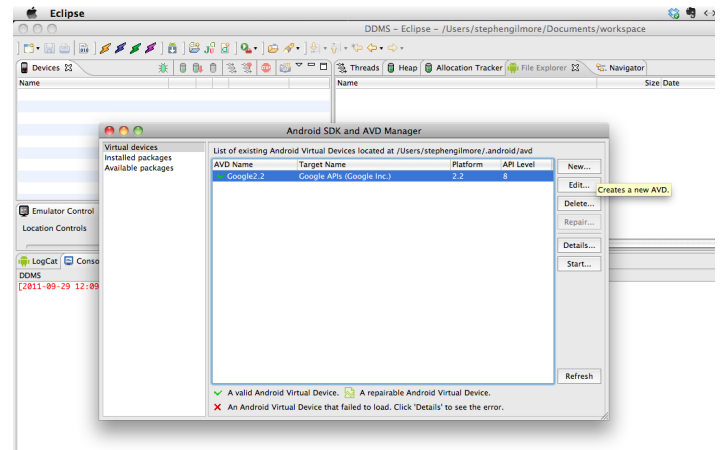 Eclipse
DDMS – Eclipse – /Users/stephengilmore/Documents/workspace
Devices
Threads
Heap
Allocation Tracker
File Explorer
Navigator
Name
Name
Size
Date
Android SDK and AVD Manager
Virtual devices
Installed packages
Available packages
List of existing Android Virtual Devices located at /Users/stephengilmore/.android/avd
AVD Name
Target Name
Platform
API Level
Google2.2
Google APIs (Google Inc.)
2.2
8
New...
Edit...
Creates a new AVD.
Delete...
Repair...
Details...
Start...
Refresh
A valid Android Virtual Device.
A repairable Android Virtual Device.
An Android Virtual Device that failed to load. Click 'Details' to see the error.
Emulator Control
Location Controls
LogCat
Conso
DDMS
[2011-09-29 12:09